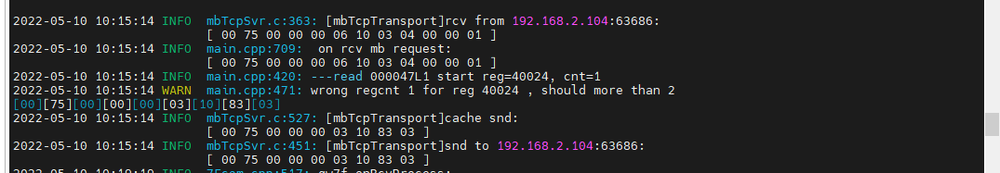 2022-05-10 10:15:14 INFO mbTcpSvr.c:363: [mbTcpTransport]rcv from 192.168.2.104:63686:
[ 00 75 00 00 00 06 10 03 04 00 00 01 ]
2022-05-10 10:15:14 INFO main.cpp:709: on rcv mb request:
[ 00 75 00 00 00 06 10 03 04 00 00 01 ]
2022-05-10 10:15:14 INFO main.cpp:420: ---read 000047L1 start reg=40024, cnt=1
2022-05-10 10:15:14 WARN main.cpp:471: wrong regcnt 1 for reg 40024 , should more than 2
[00][75][00][00][00][03][10][83][03]
2022-05-10 10:15:14 INFO mbTcpSvr.c:527: [mbTcpTransport]cache snd:
[ 00 75 00 00 00 03 10 83 03 ]
2022-05-10 10:15:14 INFO mbTcpSvr.c:451: [mbTcpTransport]snd to 192.168.2.104:63686:
[ 00 75 00 00 00 03 10 83 03 ]